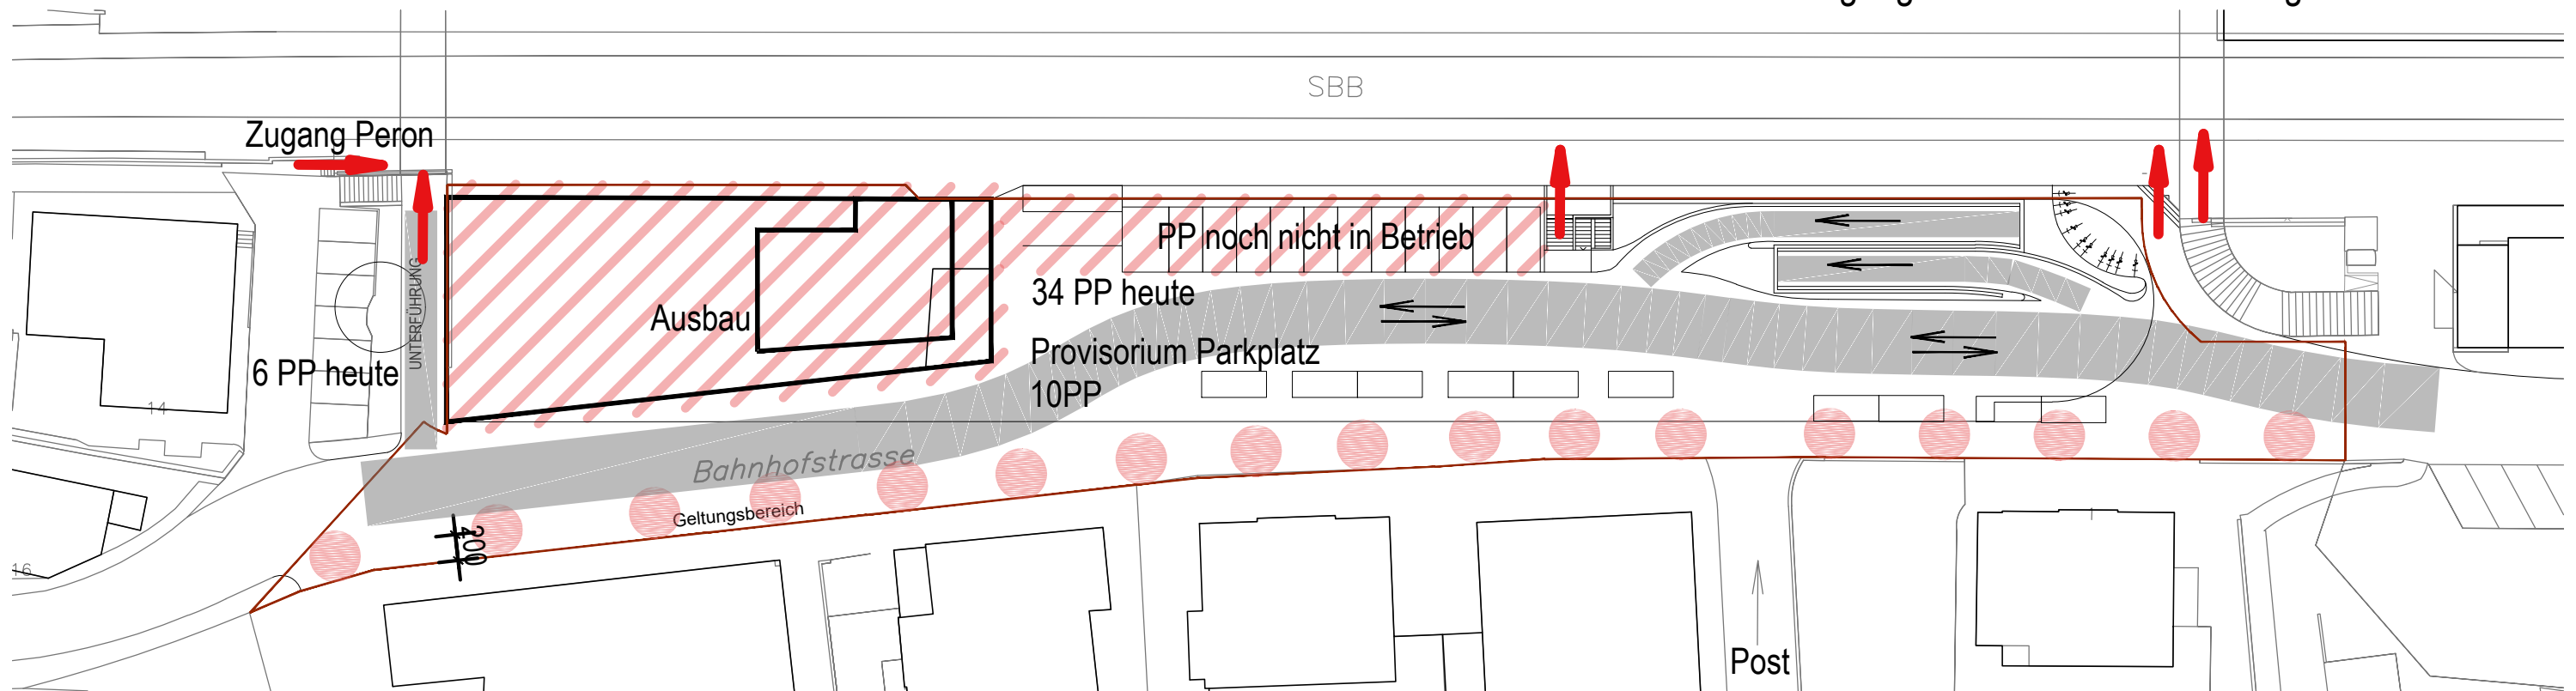 SBB
Zugang Peron
PP noch nicht in Betrieb
UNTERFÜHRUNG
Ausbau
34 PP heute
6 PP heute
Provisorium Parkplatz
10PP
14
Bahnhofstrasse
Geltungsbereich
400
16
1
Post